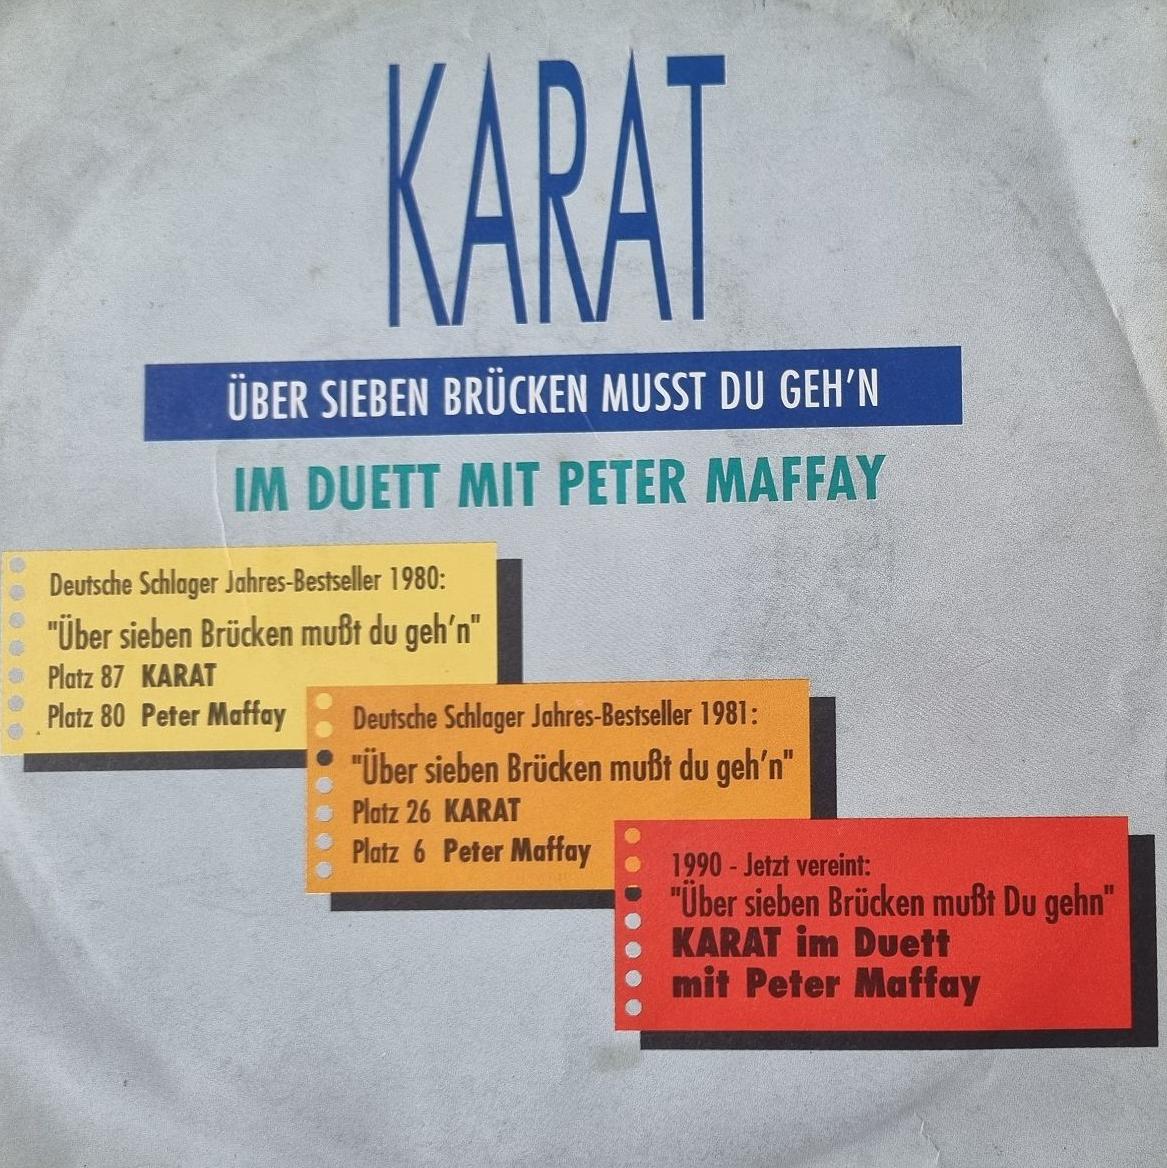 KARAT
ÜBER SIEBEN BRÜCKEN MUSST DU GEH'N
IM DUETT MIT PETER MAFFAY
Deutsche Schlager Jahres-Bestseller 1980:
"Über sieben Brücken mußt du geh'n"
Platz 87 KARAT
Platz 80 Peter Maffay
Deutsche Schlager Jahres-Bestseller 1981:
"Über sieben Brücken mußt du geh'n"
Platz 26 KARAT
Platz 6 Peter Maffay
1990 - Jetzt vereint:
"Über sieben Brücken mußt Du gehn"
KARAT im Duett
mit Peter Maffay